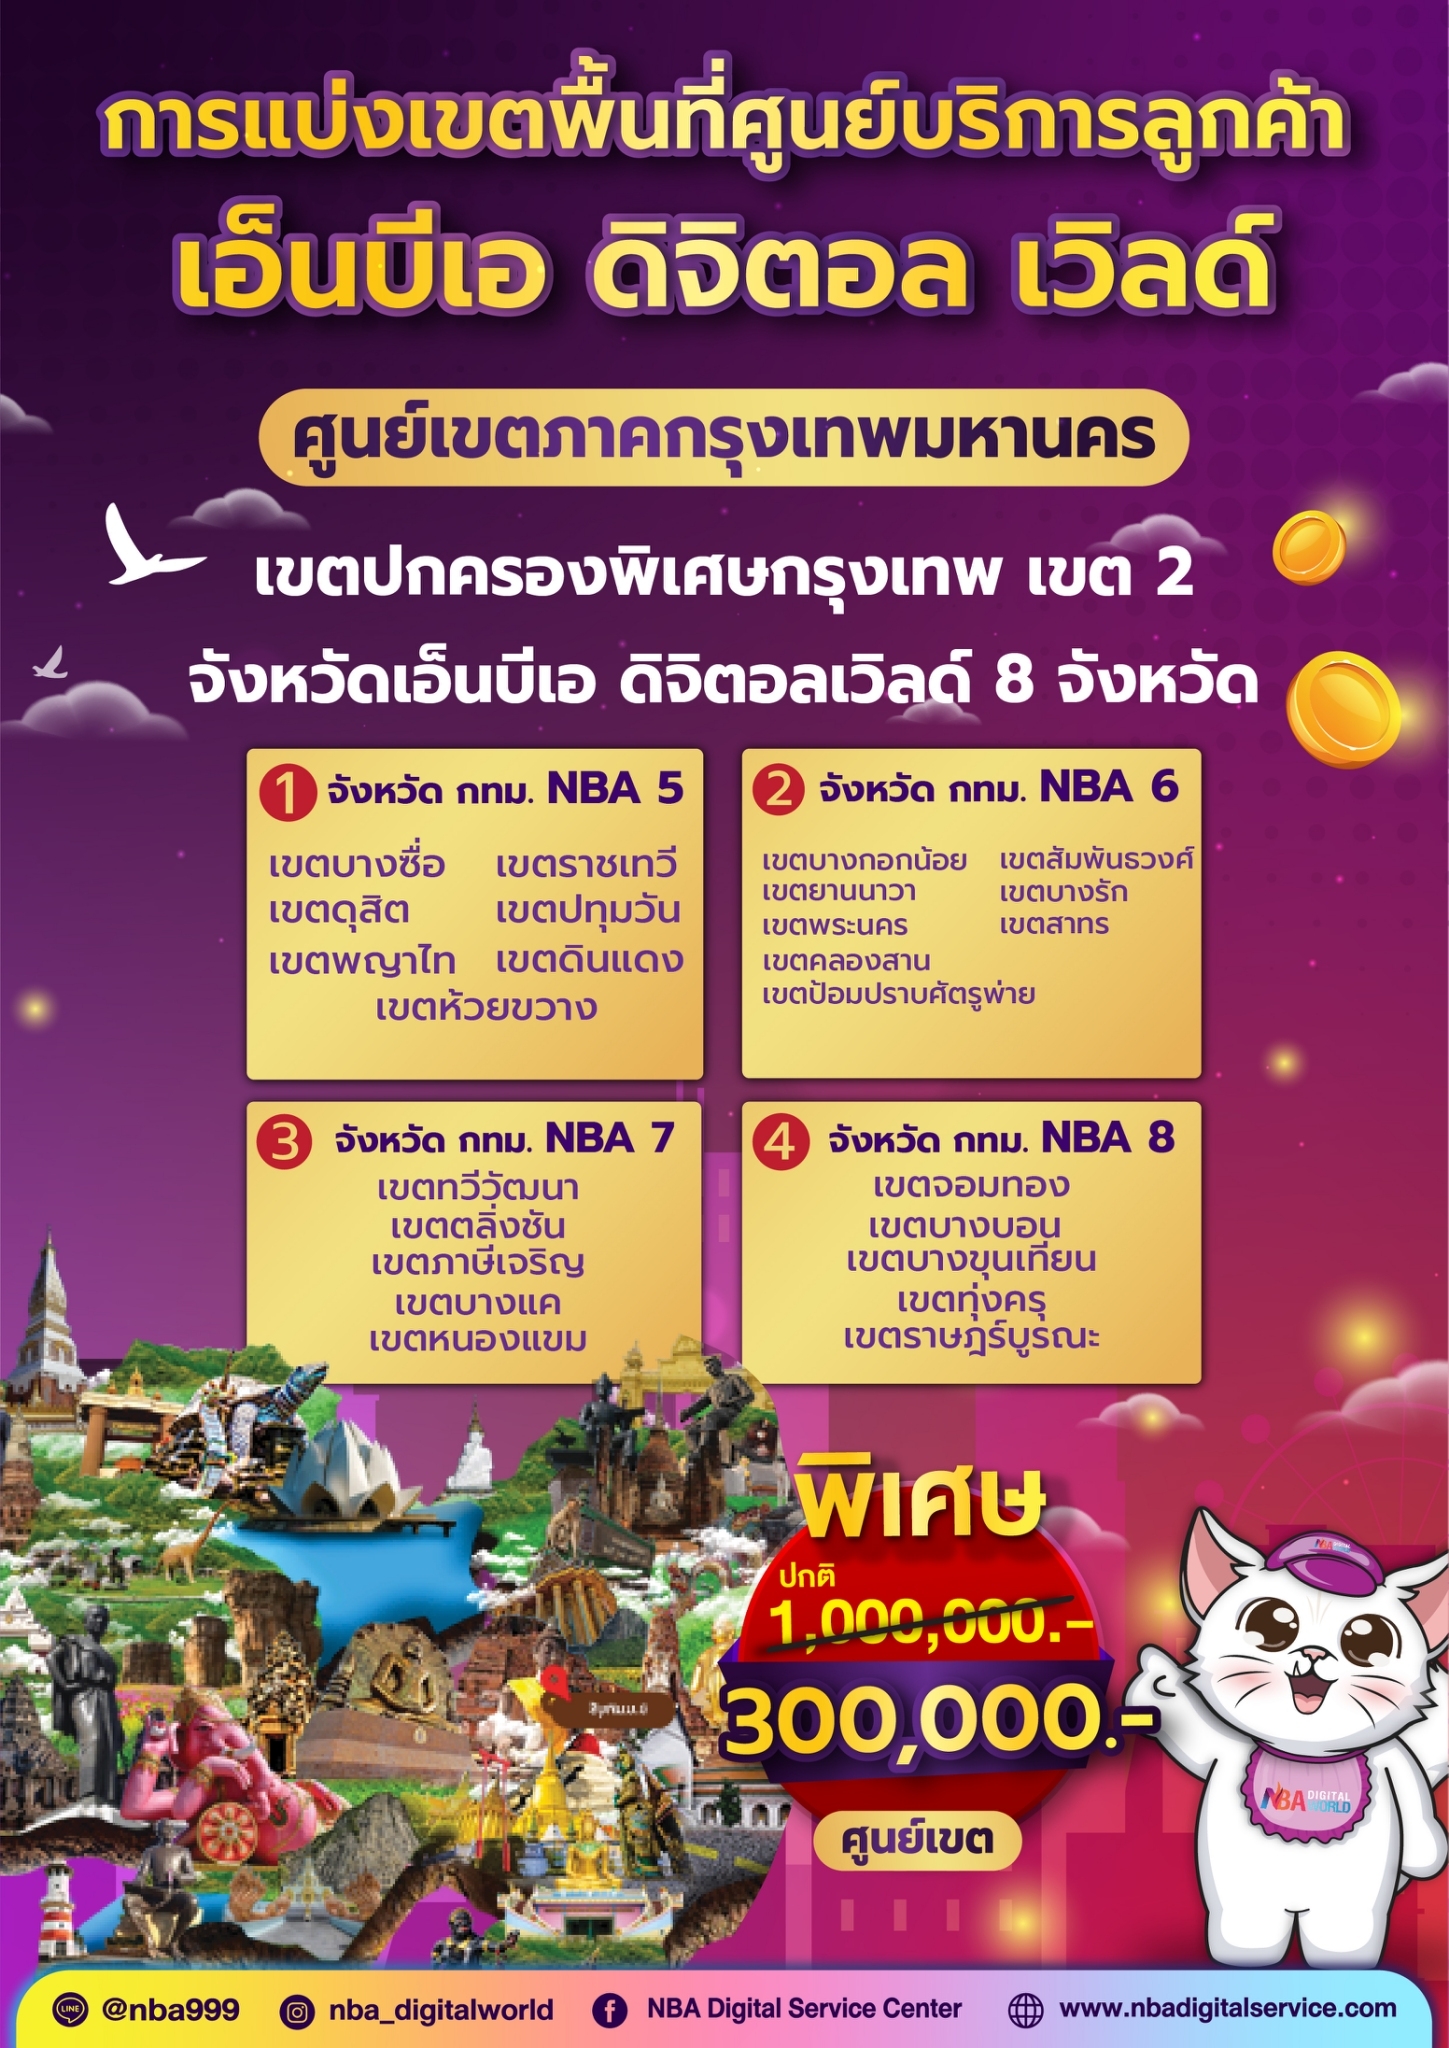 การแบ่งเขตพื้นที่ศูนย์บริการลูกค้า
เอ็นบีเอ ดิจิตอล เวิลด์
ศูนย์เขตภาคกรุงเทพมหานคร
เขตปกครองพิเศษกรุงเทพ เขต 2
จังหวัดเอ็นบีเอ ดิจิตอลเวิลด์ 8 จังหวัด
1 จังหวัด กทม. NBA 5
เขตบางซื่อ เขตราชเทวี
เขตดุสิต เขตปทุมวัน
เขตพญาไท เขตดินแดง
เขตห้วยขวาง
2 จังหวัด กทม. NBA 6
เขตบางกอกน้อย เขตสัมพันธวงศ์
เขตยานนาวา เขตบางรัก
เขตพระนคร เขตสาทร
เขตคลองสาน
เขตป้อมปราบศัตรูพ่าย
3 จังหวัด กทม. NBA 7
เขตทวีวัฒนา
เขตตลิ่งชัน
เขตภาษีเจริญ
เขตบางแค
เขตหนองแขม
4 จังหวัด กทม. NBA 8
เขตจอมทอง
เขตบางบอน
เขตบางขุนเทียน
เขตทุ่งครุ
เขตราษฎร์บูรณะ
พิเศษ
ปกติ
1,000,000.-
300,000.-
ศูนย์เขต
NBA DIGITAL WORLD
LINE @nba999
nba_digitalworld
NBA Digital Service Center
www.nbadigitalservice.com